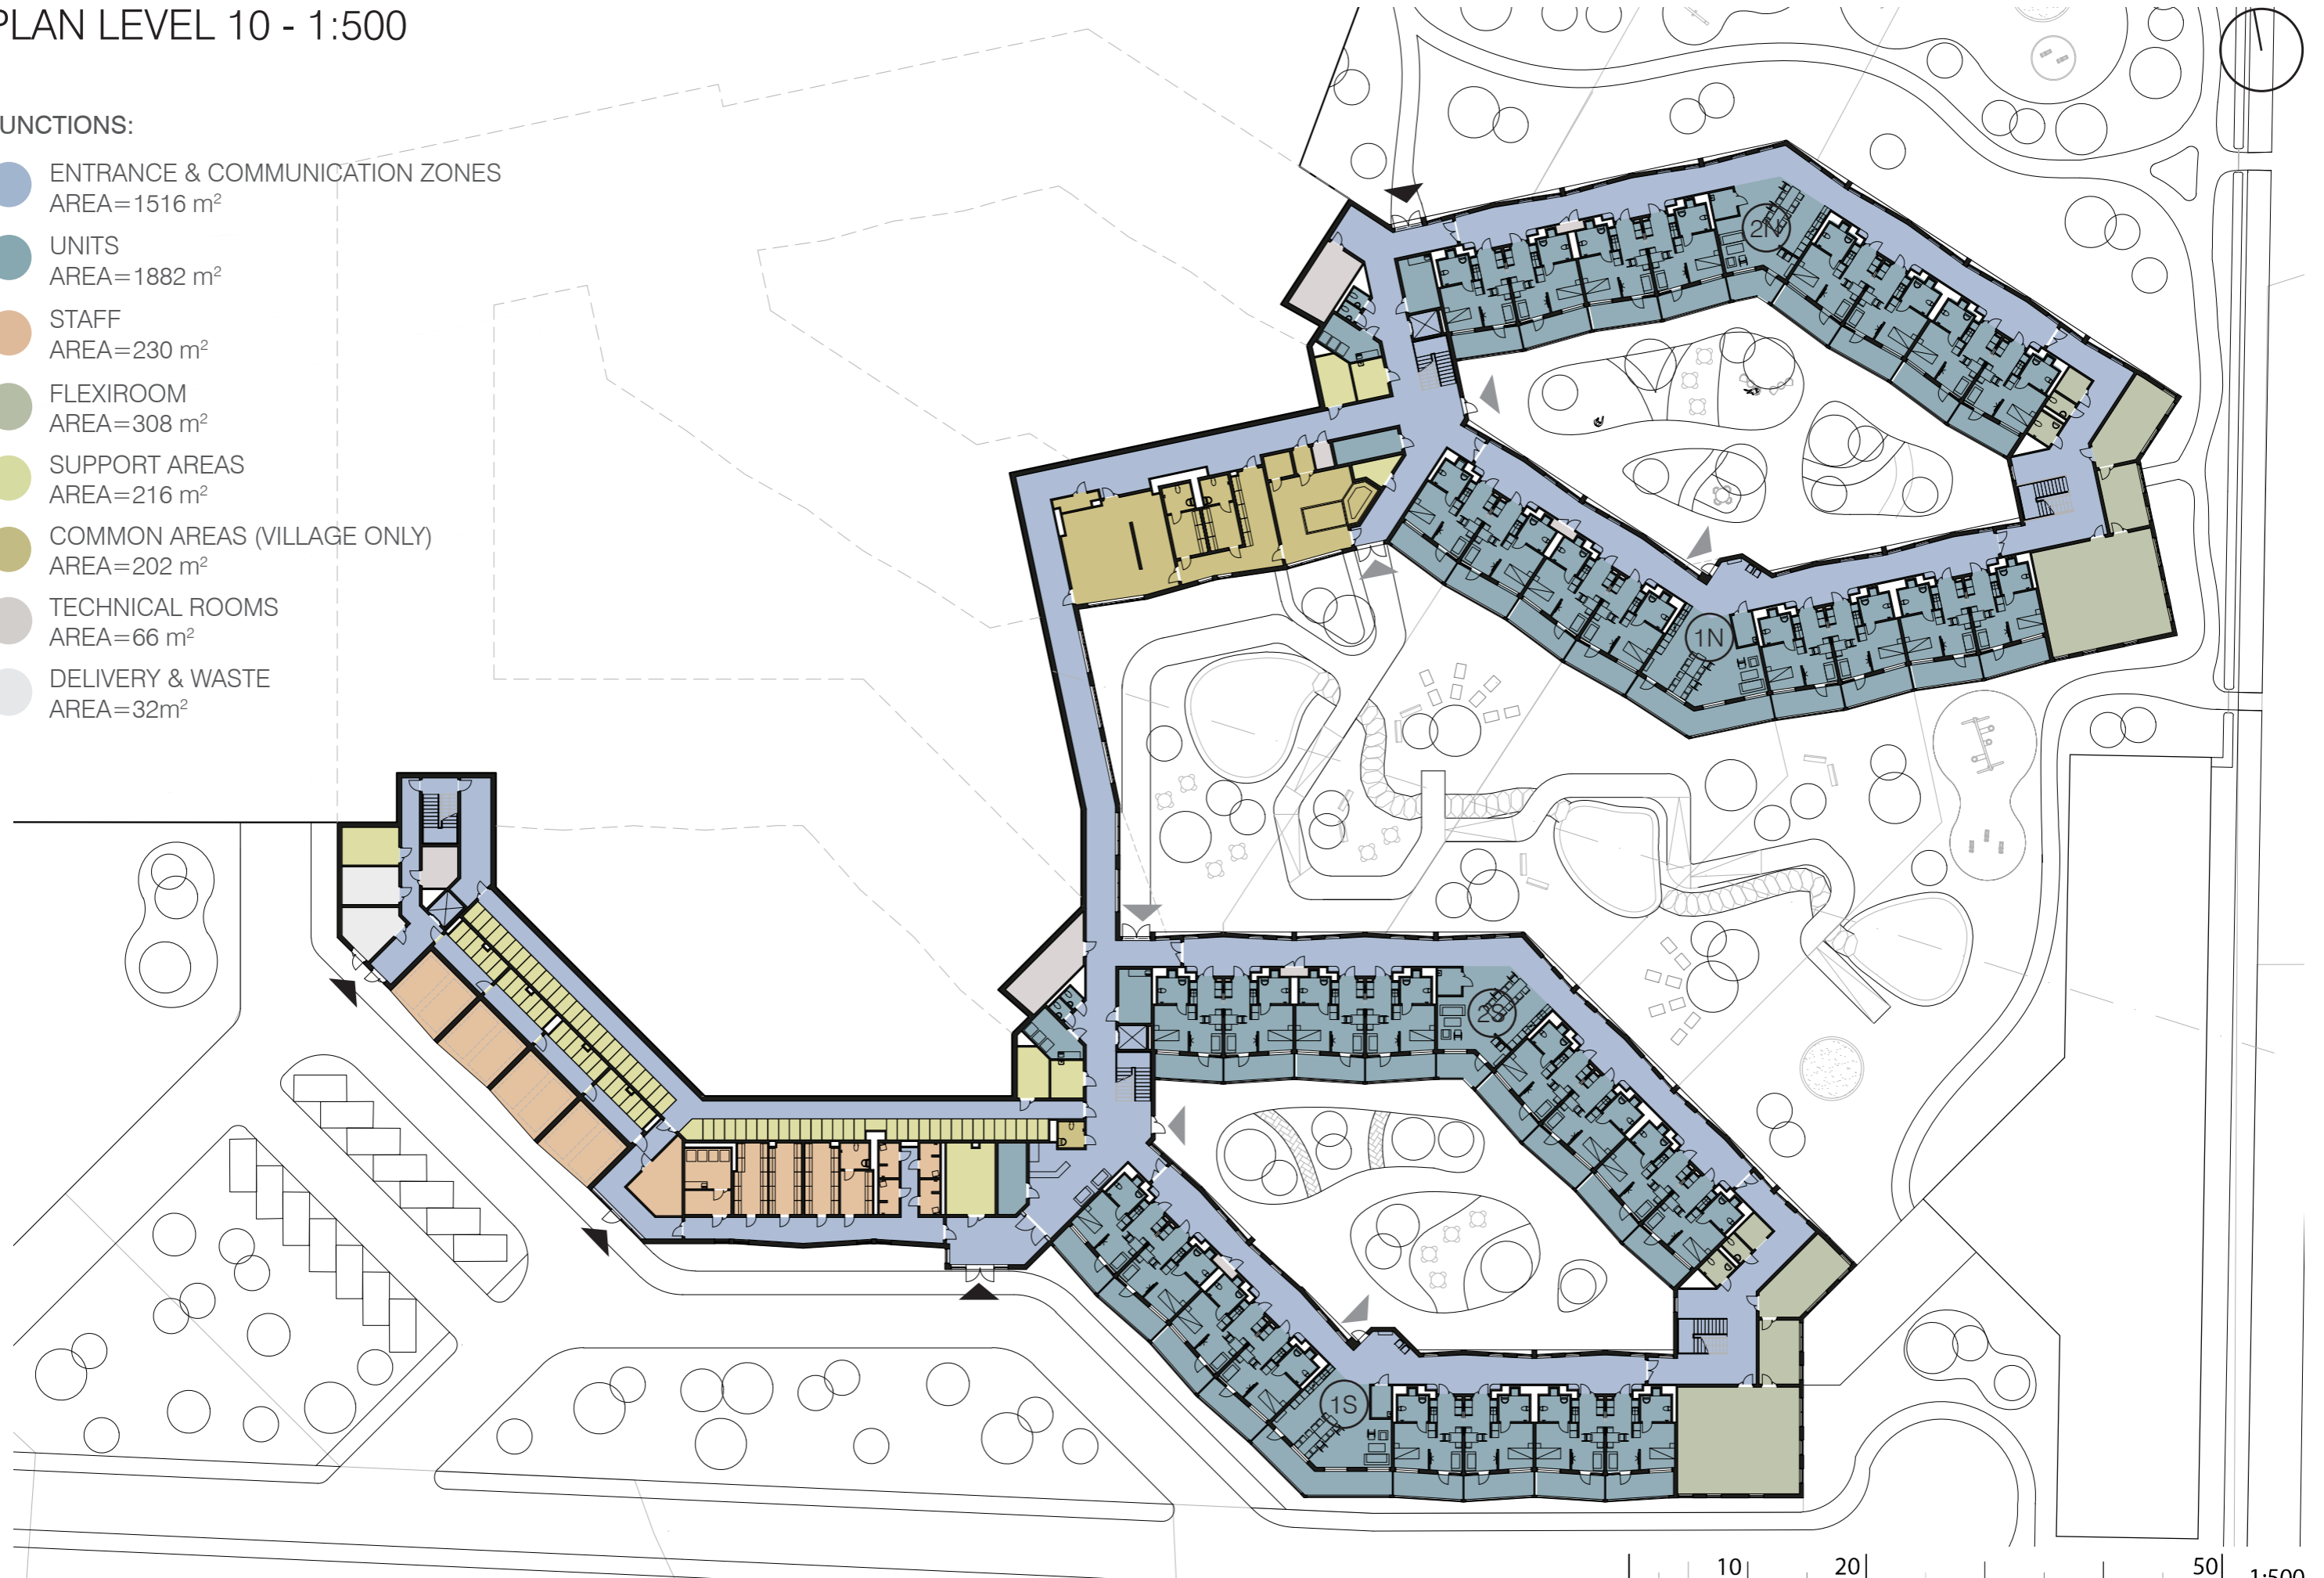 PLAN LEVEL 10 - 1:500
UNCTIONS:
ENTRANCE & COMMUNICATION ZONES
AREA=1516 m²
UNITS
AREA=1882 m²
STAFF
AREA=230 m²
FLEXIROOM
AREA=308 m²
SUPPORT AREAS
AREA=216 m²
COMMON AREAS (VILLAGE ONLY)
AREA=202 m²
TECHNICAL ROOMS
AREA=66 m²
DELIVERY & WASTE
AREA=32m²
2N
1N
2S
1S
10 20 50 1:500